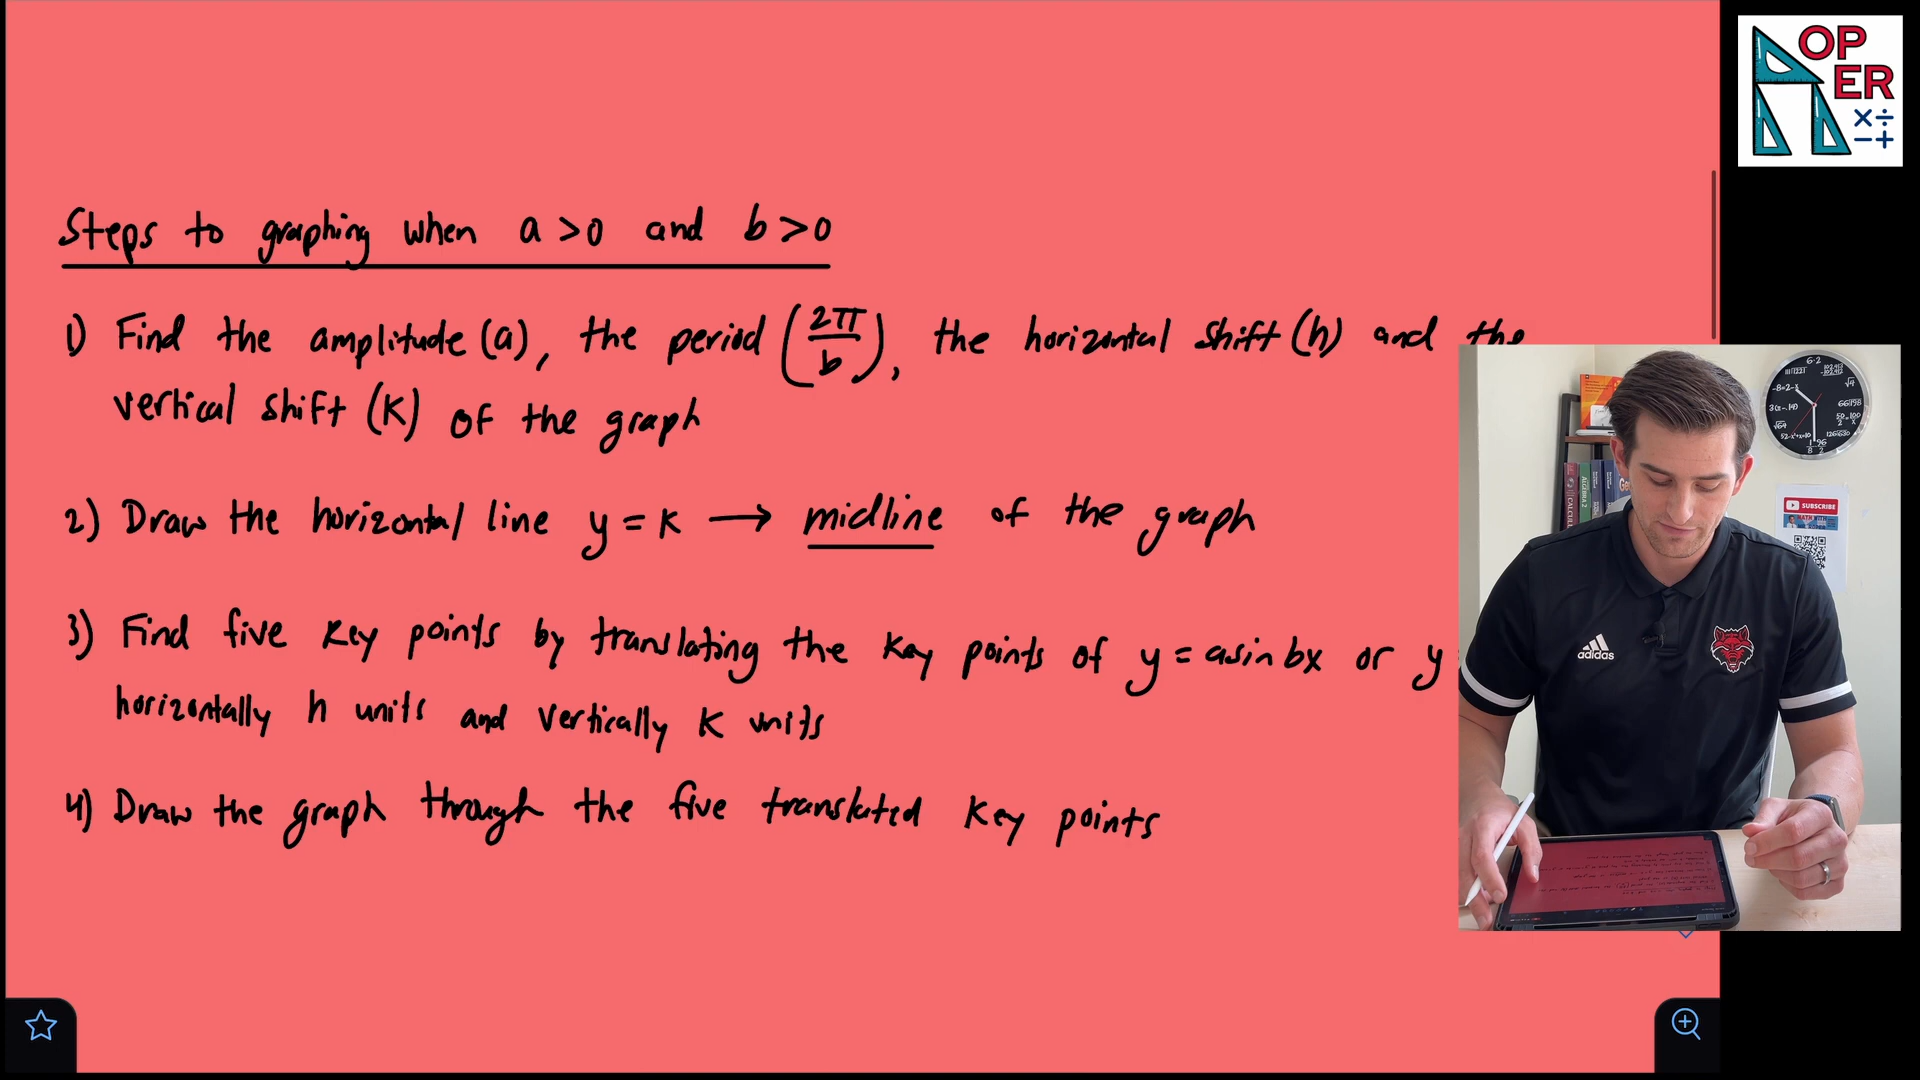 OP
ER
×÷
−+
Steps to graphing when a > 0 and b > 0
1) Find the amplitude (a), the period (2π/b), the horizontal shift (h) and the
vertical shift (K) of the graph
2) Draw the horizontal line y = K → midline of the graph
3) Find five key points by translating the key points of y = a sin bx or y
horizontally h units and vertically K units
4) Draw the graph through the five translated key points
SUBSCRIBE
adidas